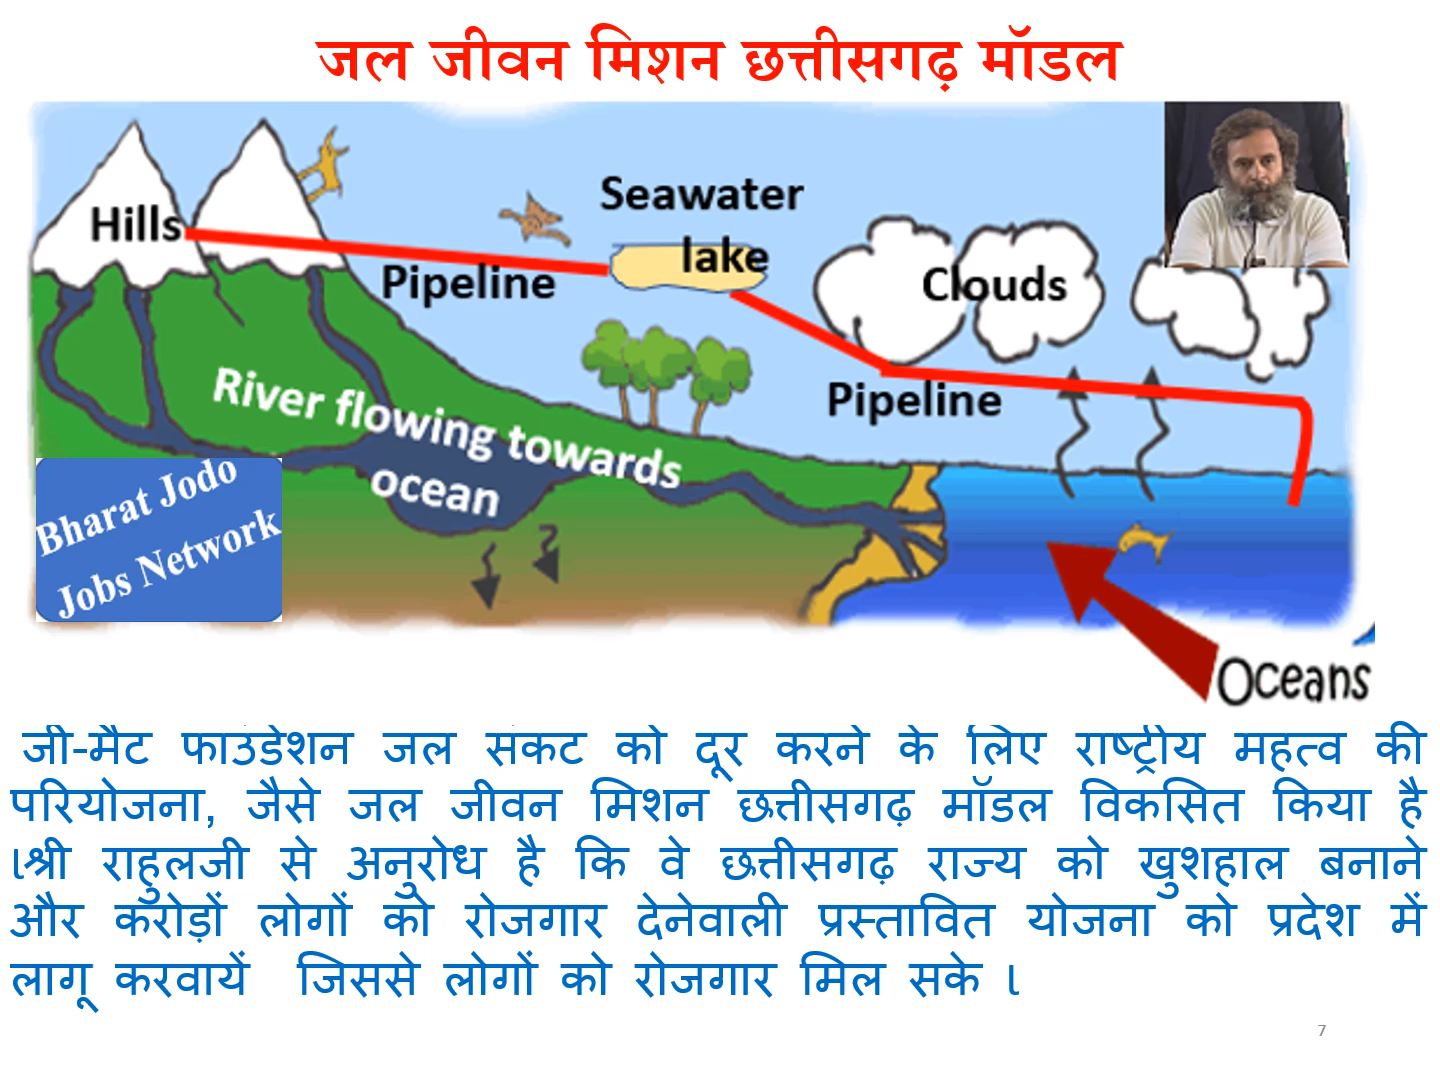 जल जीवन मिशन छत्तीसगढ़ मॉडल
Hills
Seawater
lake
Pipeline
Clouds
Pipeline
River flowing towards
ocean
Bharat Jodo
Jobs Network
Oceans
जी-मैट फाउंडेशन जल संकट को दूर करने के लिए राष्ट्रीय महत्व की
परियोजना, जैसे जल जीवन मिशन छत्तीसगढ़ मॉडल विकसित किया है
।श्री राहुलजी से अनुरोध है कि वे छत्तीसगढ़ राज्य को खुशहाल बनाने
और करोड़ों लोगों को रोजगार देनेवाली प्रस्तावित योजना को प्रदेश में
लागू करवायें जिससे लोगों को रोजगार मिल सके ।
7